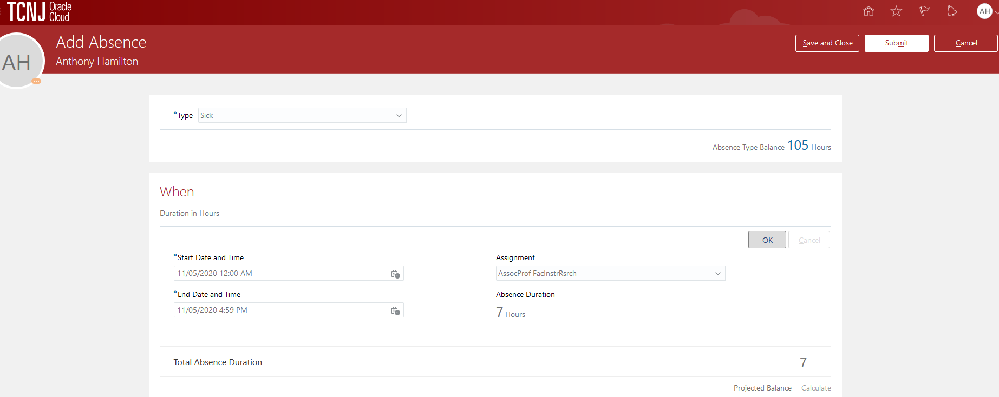 TCNJ Oracle Cloud
AH
AH
Add Absence
Anthony Hamilton
Save and Close
Submit
Cancel
*Type Sick
Absence Type Balance 105 Hours
When
Duration in Hours
OK
Cancel
*Start Date and Time
11/05/2020 12:00 AM
Assignment
AssocProf FacInstrRsrch
*End Date and Time
11/05/2020 4:59 PM
Absence Duration
7 Hours
Total Absence Duration 7
Projected Balance Calculate